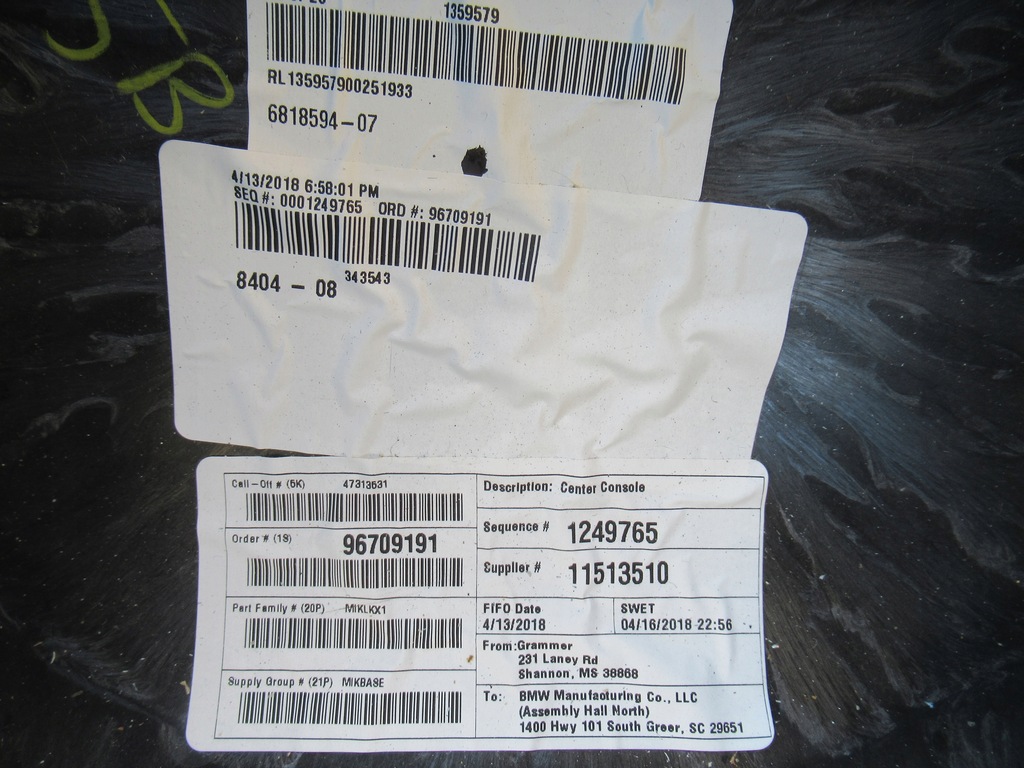 1359579
RL135957900251933
6818594-07
4/13/2018 6:58:01 PM
SEQ #: 0001249765 ORD #: 96709191
8404 - 08 343543
Call-Off # (6K) 47313631
Order # (1S) 96709191
Part Family # (20P) MIKLKX1
Supply Group # (21P) MIKBASE
Description: Center Console
Sequence # 1249765
Supplier # 11513510
FIFO Date
4/13/2018
SWET
04/16/2018 22:56
From: Grammer
231 Laney Rd
Shannon, MS 38868
To: BMW Manufacturing Co., LLC
(Assembly Hall North)
1400 Hwy 101 South Greer, SC 29651